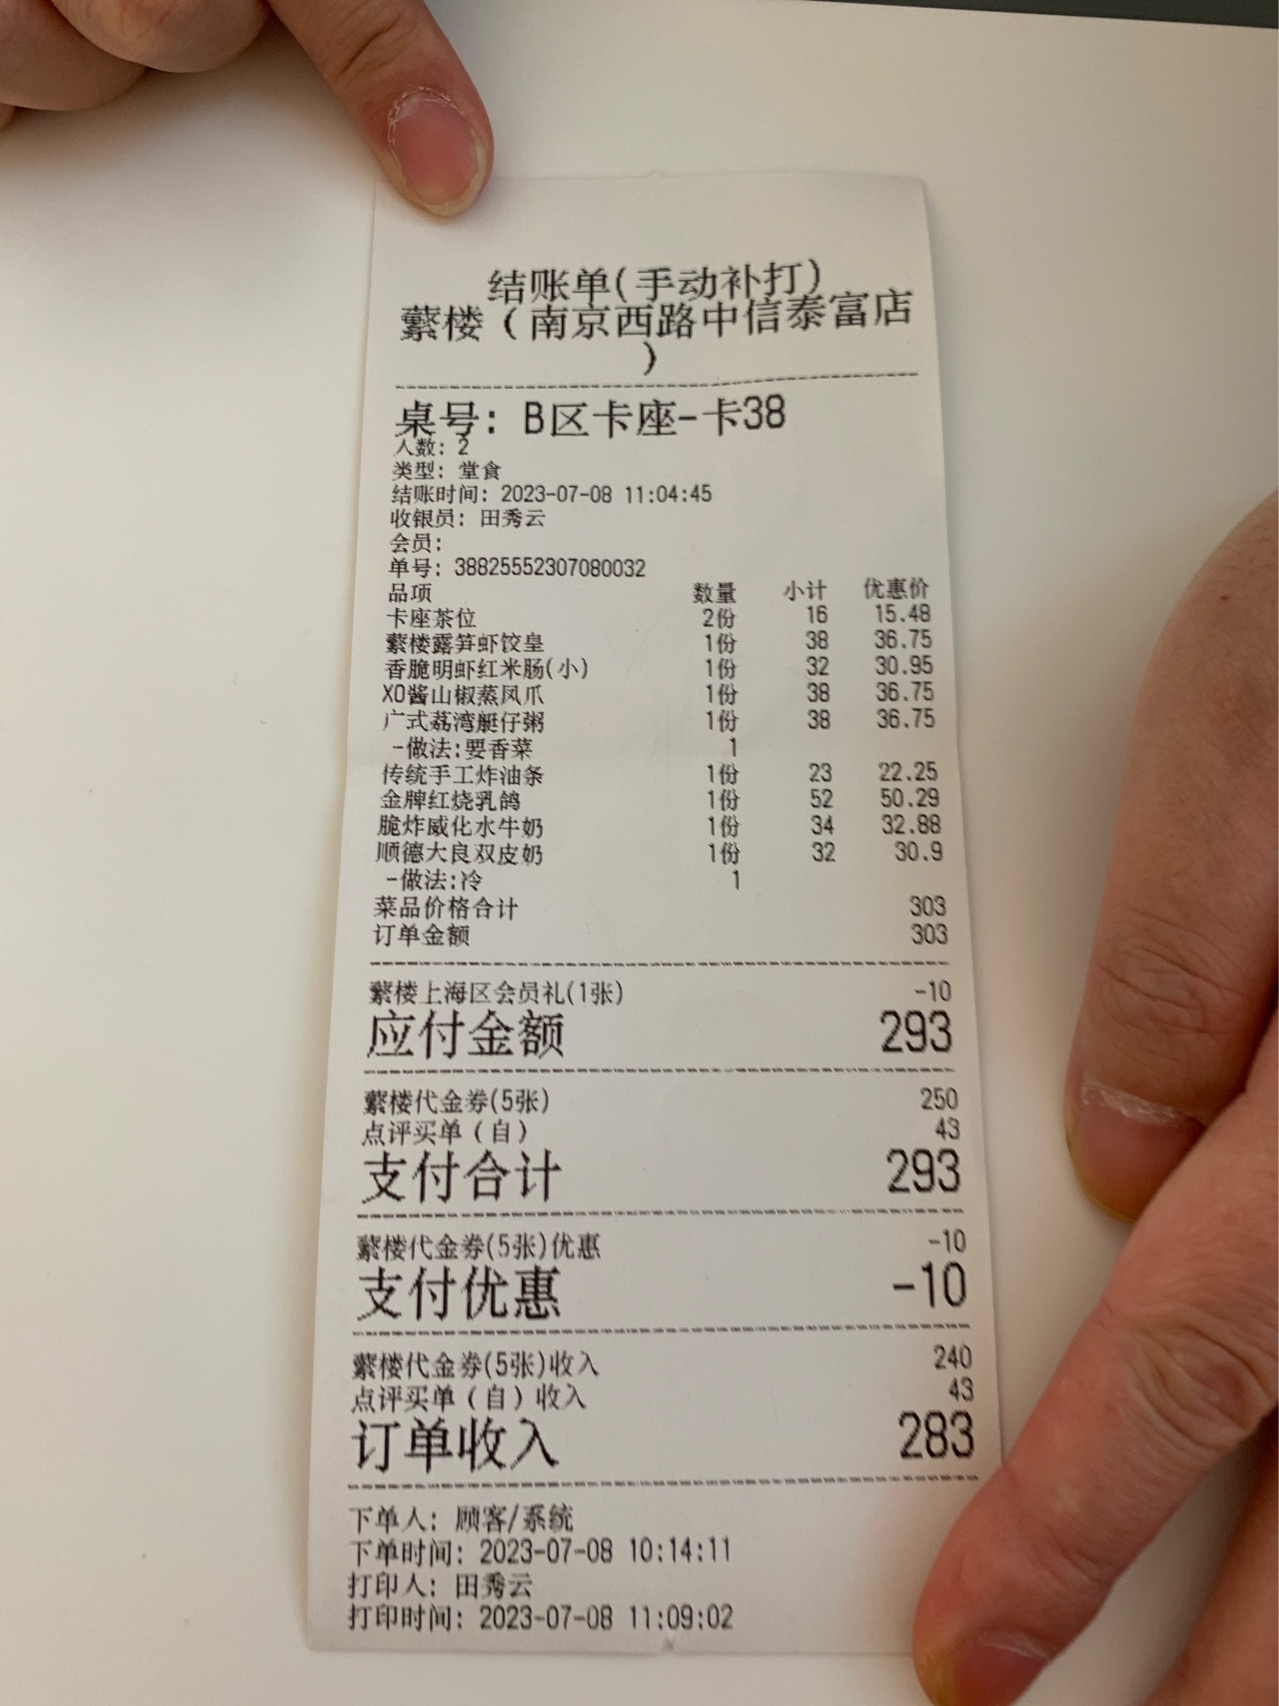 结账单(手动补打)
蘩楼（南京西路中信泰富店
）
桌号: B区卡座-卡38
人数: 2
类型: 堂食
结账时间: 2023-07-08 11:04:45
收银员: 田秀云
会员:
单号: 38825552307080032
品项 数量 小计 优惠价
卡座茶位 2份 16 15.48
蘩楼露笋虾饺皇 1份 38 36.75
香脆明虾红米肠(小) 1份 32 30.95
XO酱山椒蒸凤爪 1份 38 36.75
广式荔湾艇仔粥 1份 38 36.75
-做法:要香菜 1
传统手工炸油条 1份 23 22.25
金牌红烧乳鸽 1份 52 50.29
脆炸威化水牛奶 1份 34 32.88
顺德大良双皮奶 1份 32 30.9
-做法:冷 1
菜品价格合计 303
订单金额 303
蘩楼上海区会员礼(1张) -10
应付金额 293
蘩楼代金券(5张) 250
点评买单（自） 43
支付合计 293
蘩楼代金券(5张)优惠 -10
支付优惠 -10
蘩楼代金券(5张)收入 240
点评买单（自）收入 43
订单收入 283
下单人: 顾客/系统
下单时间: 2023-07-08 10:14:11
打印人: 田秀云
打印时间: 2023-07-08 11:09:02